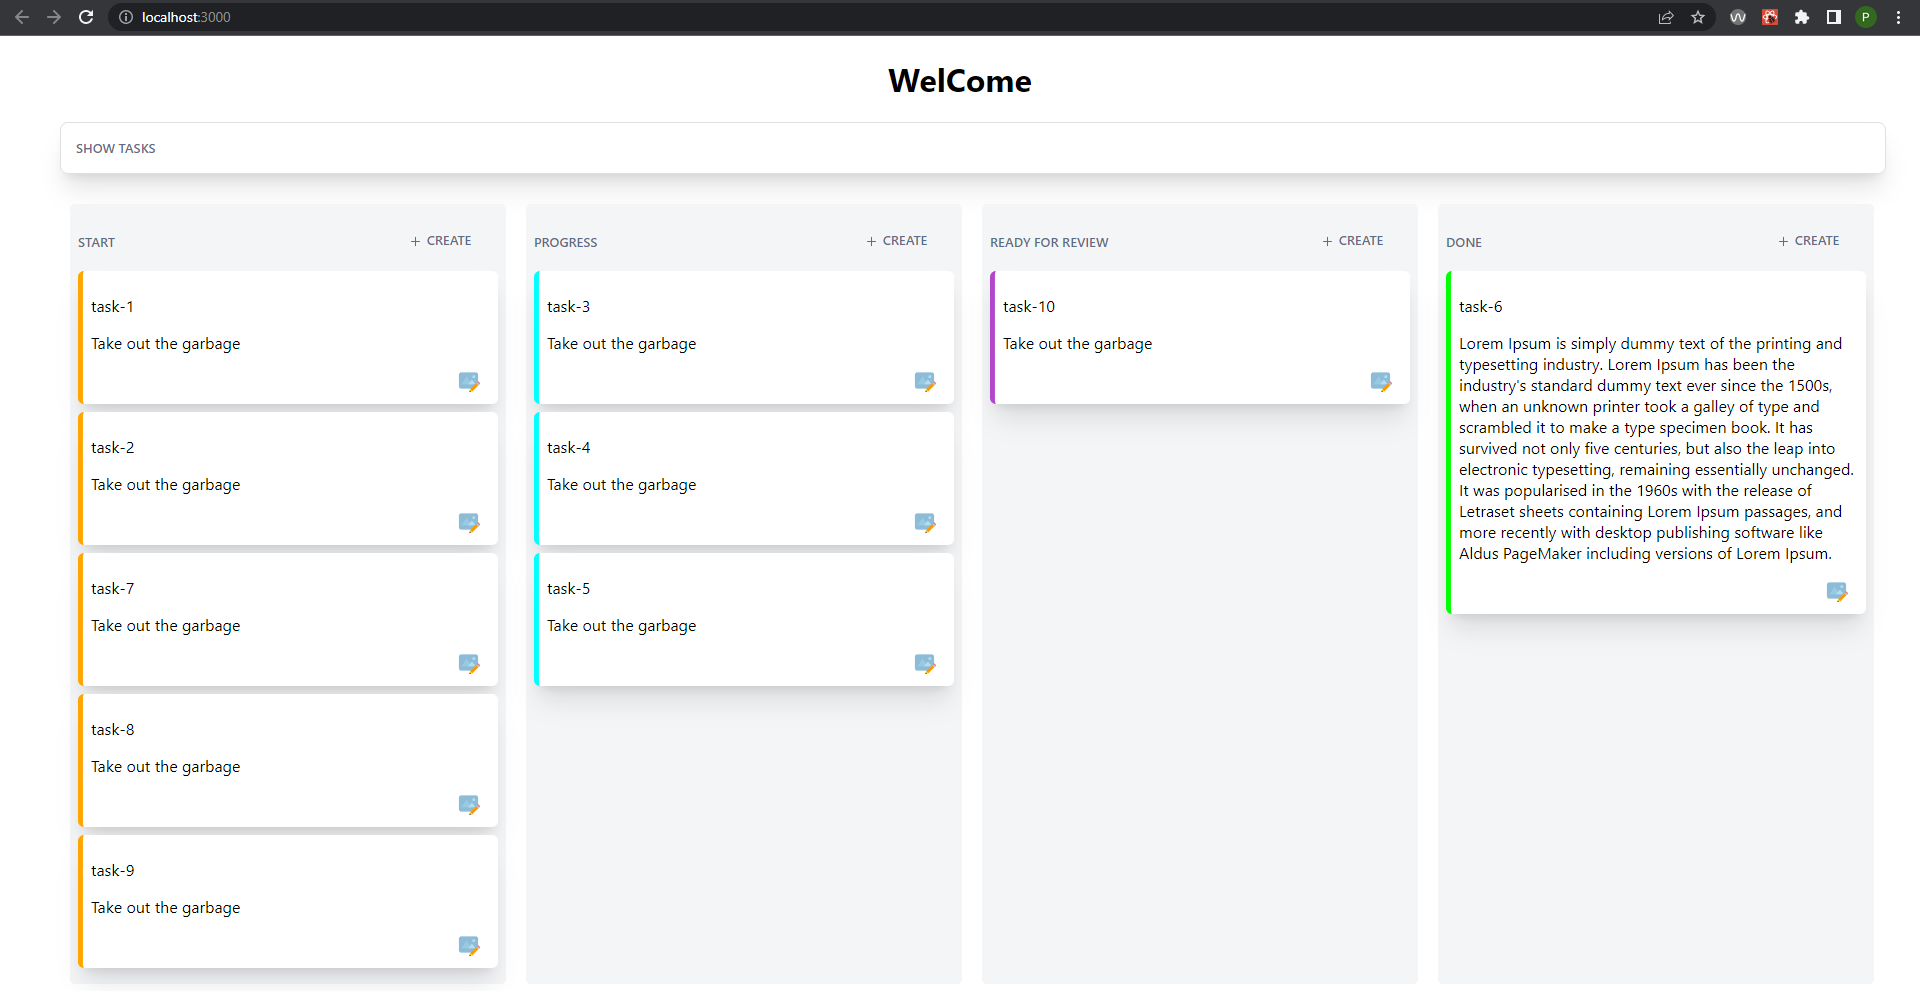 localhost:3000
P
WelCome
SHOW TASKS
START
+ CREATE
task-1
Take out the garbage
task-2
Take out the garbage
task-7
Take out the garbage
task-8
Take out the garbage
task-9
Take out the garbage
PROGRESS
+ CREATE
task-3
Take out the garbage
task-4
Take out the garbage
task-5
Take out the garbage
READY FOR REVIEW
+ CREATE
task-10
Take out the garbage
DONE
+ CREATE
task-6
Lorem Ipsum is simply dummy text of the printing and
typesetting industry. Lorem Ipsum has been the
industry's standard dummy text ever since the 1500s,
when an unknown printer took a galley of type and
scrambled it to make a type specimen book. It has
survived not only five centuries, but also the leap into
electronic typesetting, remaining essentially unchanged.
It was popularised in the 1960s with the release of
Letraset sheets containing Lorem Ipsum passages, and
more recently with desktop publishing software like
Aldus PageMaker including versions of Lorem Ipsum.